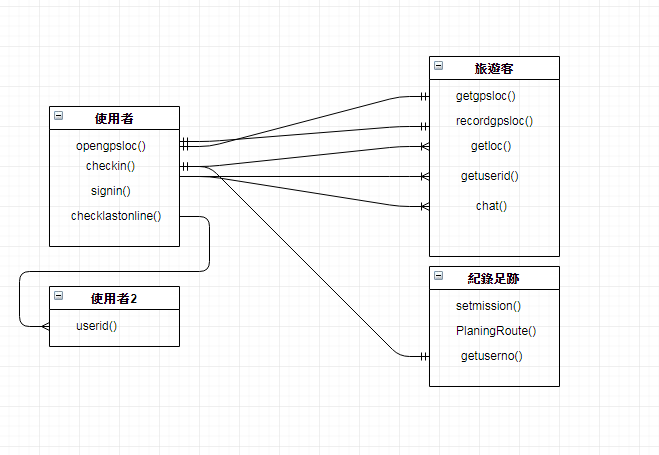 使用者
opengpsloc()
checkin()
signin()
checklastonline()
使用者2
userid()
旅遊客
getgpsloc()
recordgpsloc()
getloc()
getuserid()
chat()
紀錄足跡
setmission()
PlaningRoute()
getuserno()